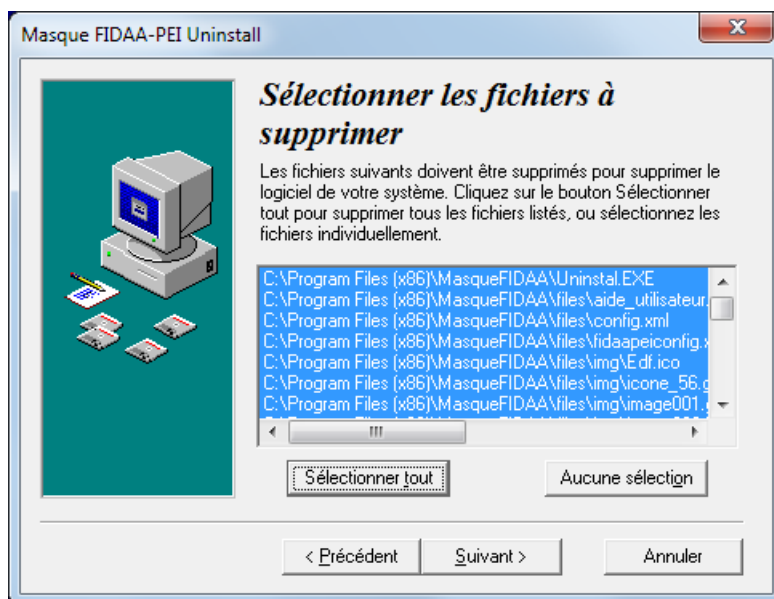 Masque FIDAA-PEI Uninstall
Sélectionner les fichiers à
supprimer
Les fichiers suivants doivent être supprimés pour supprimer le
logiciel de votre système. Cliquez sur le bouton Sélectionner
tout pour supprimer tous les fichiers listés, ou sélectionnez les
fichiers individuellement.
C:\Program Files (x86)\MasqueFIDAA\Uninstal.EXE
C:\Program Files (x86)\MasqueFIDAA\files\aide_utilisateur.
C:\Program Files (x86)\MasqueFIDAA\files\config.xml
C:\Program Files (x86)\MasqueFIDAA\files\fidaapeiconfig.x
C:\Program Files (x86)\MasqueFIDAA\files\img\Edf.ico
C:\Program Files (x86)\MasqueFIDAA\files\img\icone_56.g
C:\Program Files (x86)\MasqueFIDAA\files\img\image001.g
Sélectionner tout
Aucune sélection
< Précédent
Suivant >
Annuler